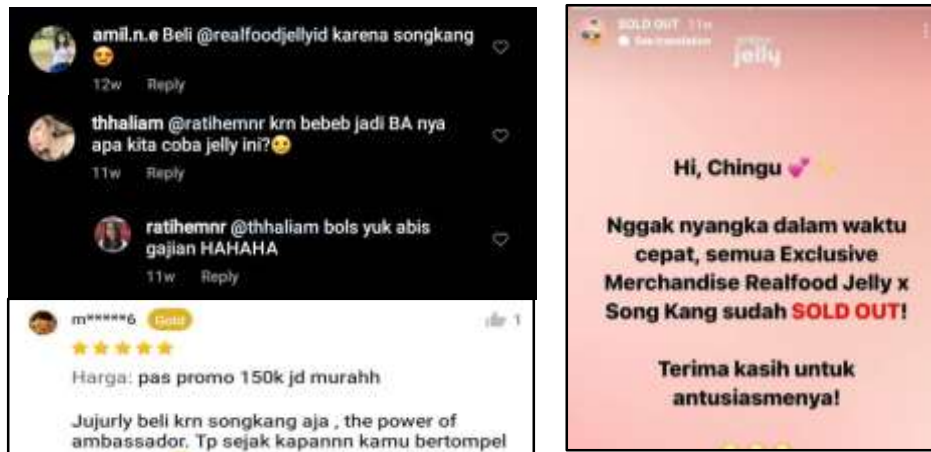 amil.n.e Beli @realfoodjellyid karena songkang
😍
12w Reply
thhaliam @ratihemnr krn bebeb jadi BA nya
apa kita coba jelly ini?
11w Reply
ratihemnr @thhaliam bols yuk abis
gajian HAHAHA
11w Reply
m*****6 Gold
1
Harga: pas promo 150k jd murahh
Jujurly beli krn songkang aja , the power of
ambassador. Tp sejak kapannn kamu bertompel
SOLD OUT 11w
See translation
jelly
Hi, Chingu 💕 ✨
Nggak nyangka dalam waktu
cepat, semua Exclusive
Merchandise Realfood Jelly x
Song Kang sudah SOLD OUT!
Terima kasih untuk
antusiasmenya!